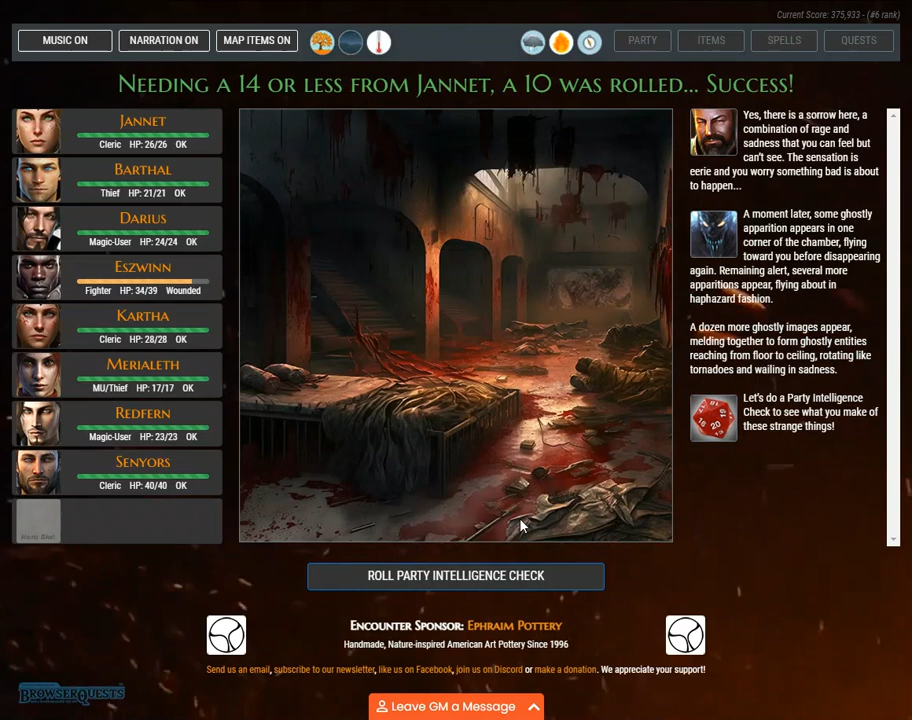 Current Score: 375,933 - (#6 rank)
MUSIC ON
NARRATION ON
MAP ITEMS ON
PARTY
ITEMS
SPELLS
QUESTS
Needing a 14 or less from Jannet, a 10 was rolled... Success!
Jannet
Cleric HP: 26/26 OK
Barthal
Thief HP: 21/21 OK
Darius
Magic-User HP: 24/24 OK
Eszwinn
Fighter HP: 34/39 Wounded
Kartha
Cleric HP: 28/28 OK
Merialeth
MU/Thief HP: 17/17 OK
Redfern
Magic-User HP: 23/23 OK
Senyors
Cleric HP: 40/40 OK
Yes, there is a sorrow here, a
combination of rage and
sadness that you can feel but
can't see. The sensation is
eerie and you worry something bad is about
to happen...
A moment later, some ghostly
apparition appears in one
corner of the chamber, flying
toward you before disappearing
again. Remaining alert, several more
apparitions appear, flying about in
haphazard fashion.
A dozen more ghostly images appear,
melding together to form ghostly entities
reaching from floor to ceiling, rotating like
tornadoes and wailing in sadness.
Let's do a Party Intelligence
Check to see what you make of
these strange things!
ROLL PARTY INTELLIGENCE CHECK
Encounter Sponsor: Ephraim Pottery
Handmade, Nature-inspired American Art Pottery Since 1996
Send us an email, subscribe to our newsletter, like us on Facebook, join us on Discord or make a donation. We appreciate your support!
BrowserQuests
Leave GM a Message